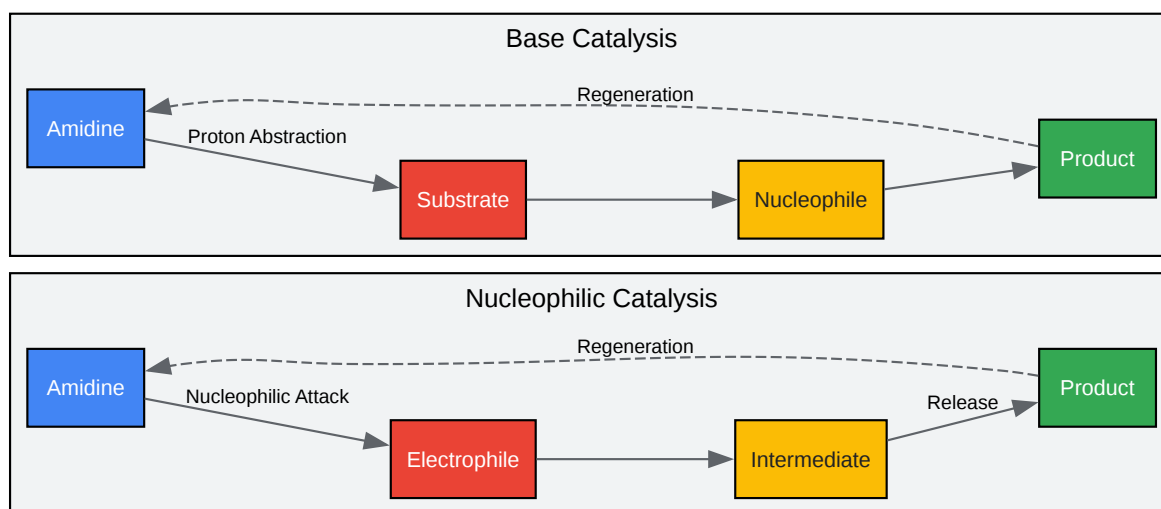 Base Catalysis
Regeneration
Amidine
Proton Abstraction
Product
Substrate
Nucleophile
Nucleophilic Catalysis
Regeneration
Amidine
Nucleophilic Attack
Product
Release
Electrophile
Intermediate